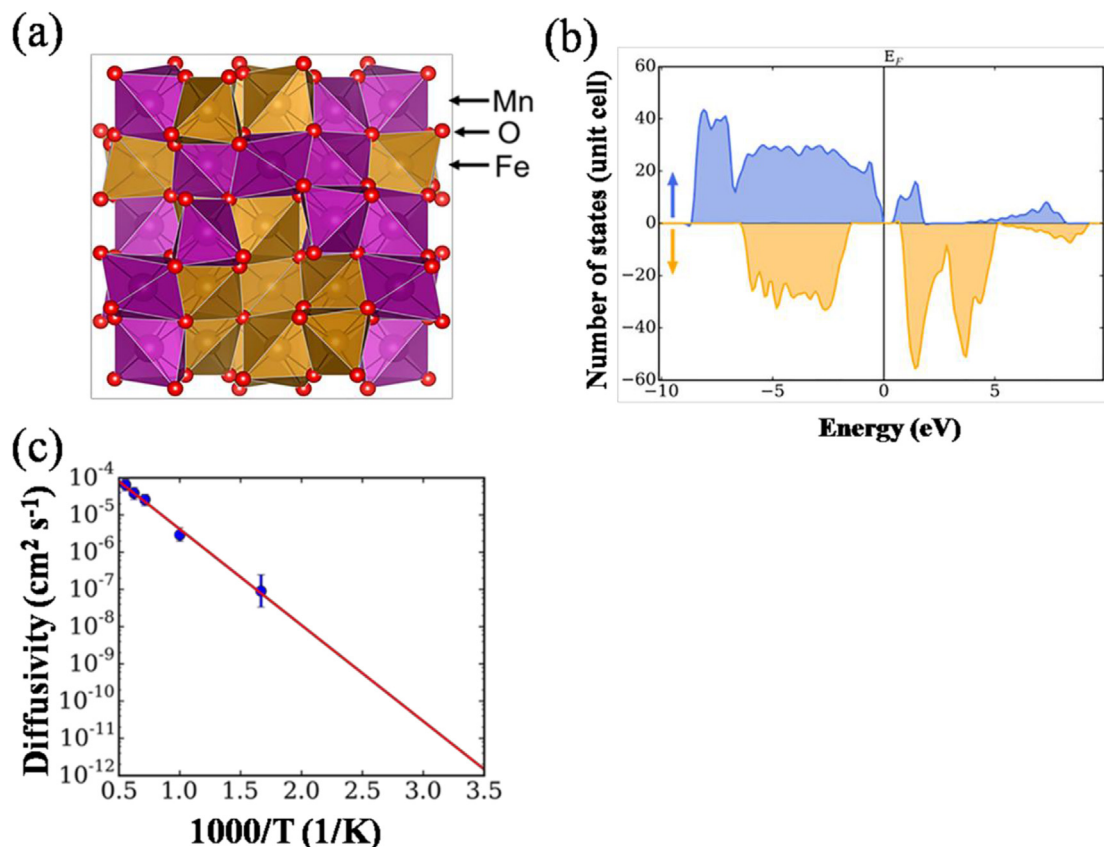 (a)
Mn
O
Fe
(b)
E_F
60
40
20
0
−20
−40
−60
−10
−5
0
5
Number of states (unit cell)
Energy (eV)
(c)
10⁻⁴
10⁻⁵
10⁻⁶
10⁻⁷
10⁻⁸
10⁻⁹
10⁻¹⁰
10⁻¹¹
10⁻¹²
0.5 1.0 1.5 2.0 2.5 3.0 3.5
Diffusivity (cm² s⁻¹)
1000/T (1/K)